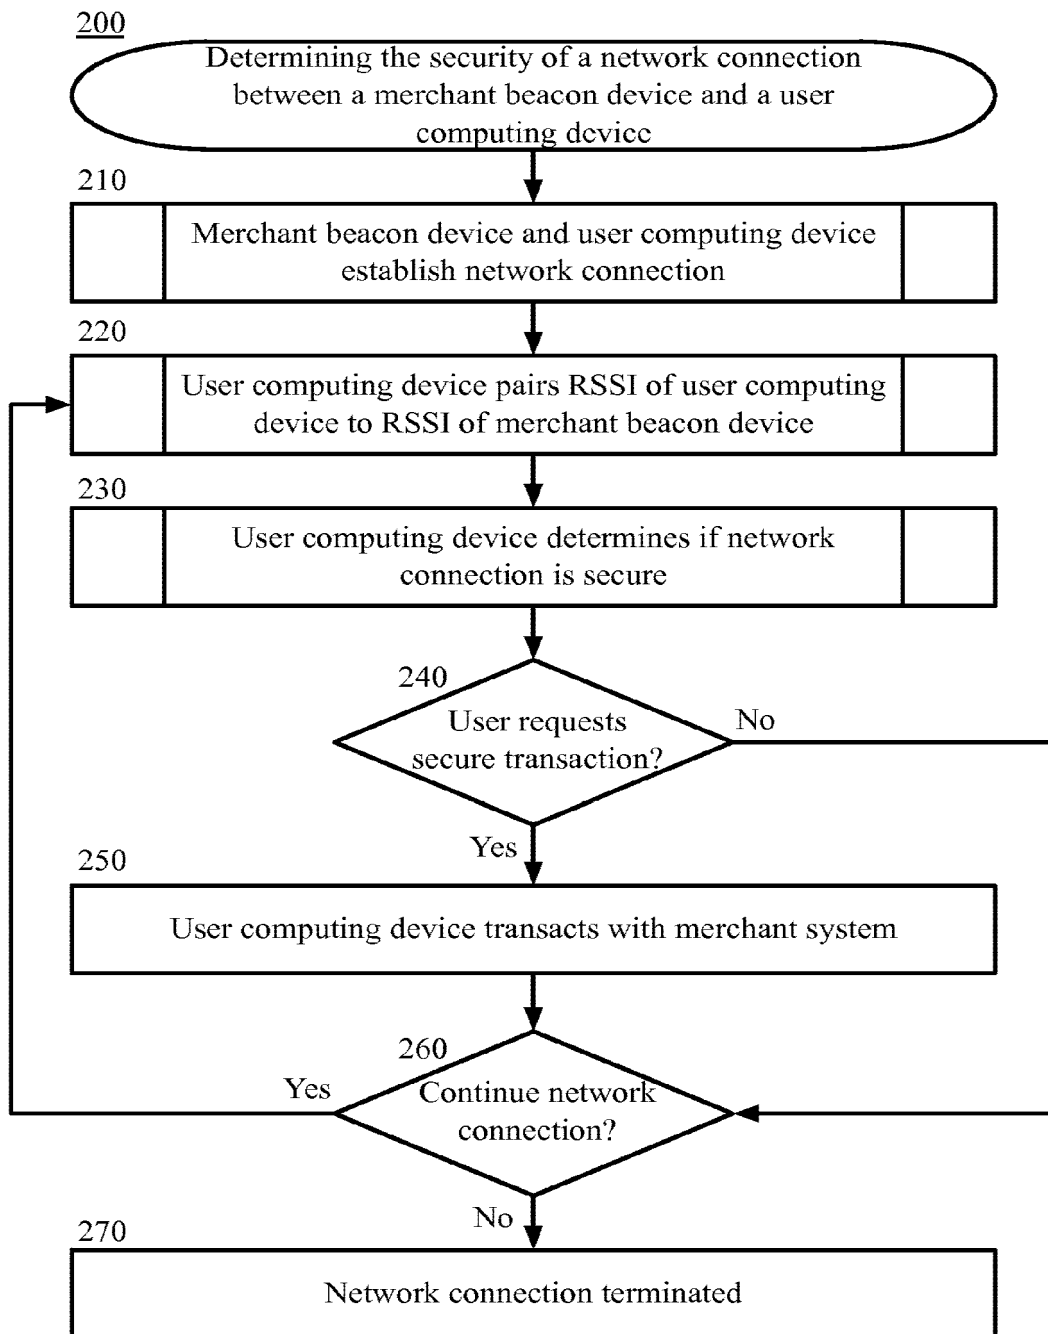 200
Determining the security of a network connection
between a merchant beacon device and a user
computing device
210
Merchant beacon device and user computing device
establish network connection
220
User computing device pairs RSSI of user computing
device to RSSI of merchant beacon device
230
User computing device determines if network
connection is secure
240
User requests
secure transaction?
No
Yes
250
User computing device transacts with merchant system
260
Continue network
connection?
Yes
No
270
Network connection terminated